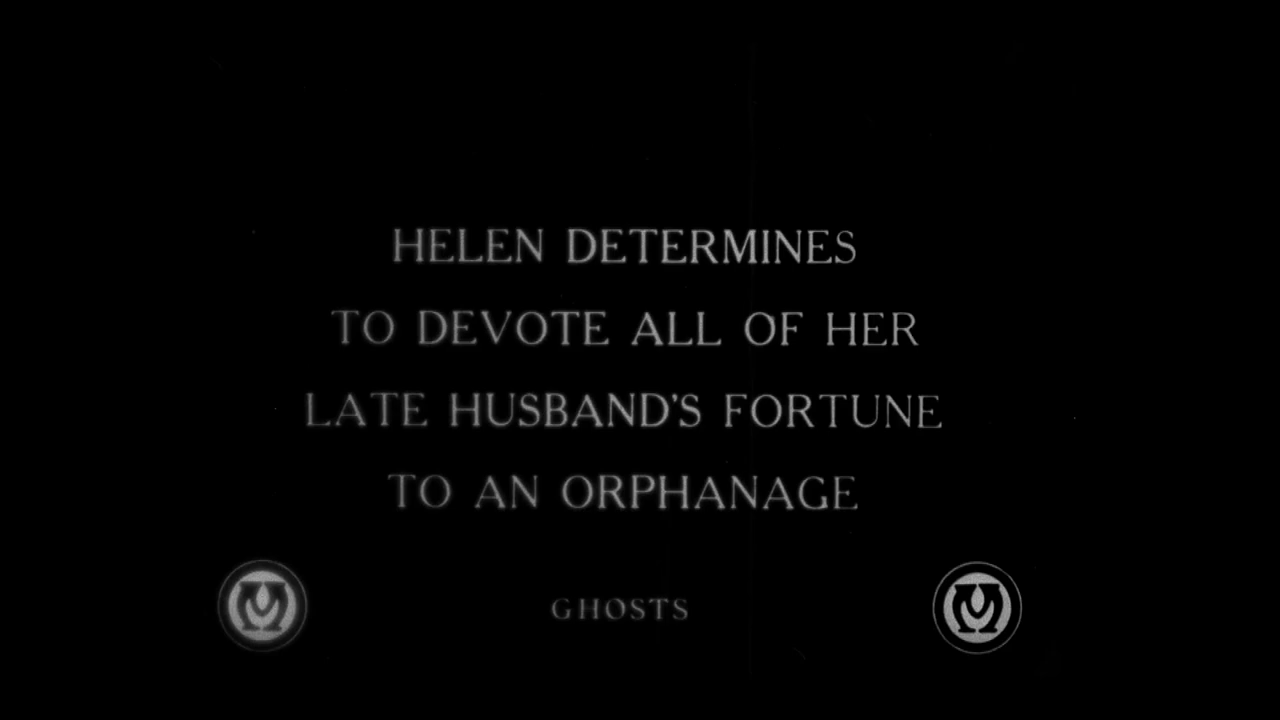 HELEN DETERMINES
TO DEVOTE ALL OF HER
LATE HUSBAND'S FORTUNE
TO AN ORPHANAGE
GHOSTS